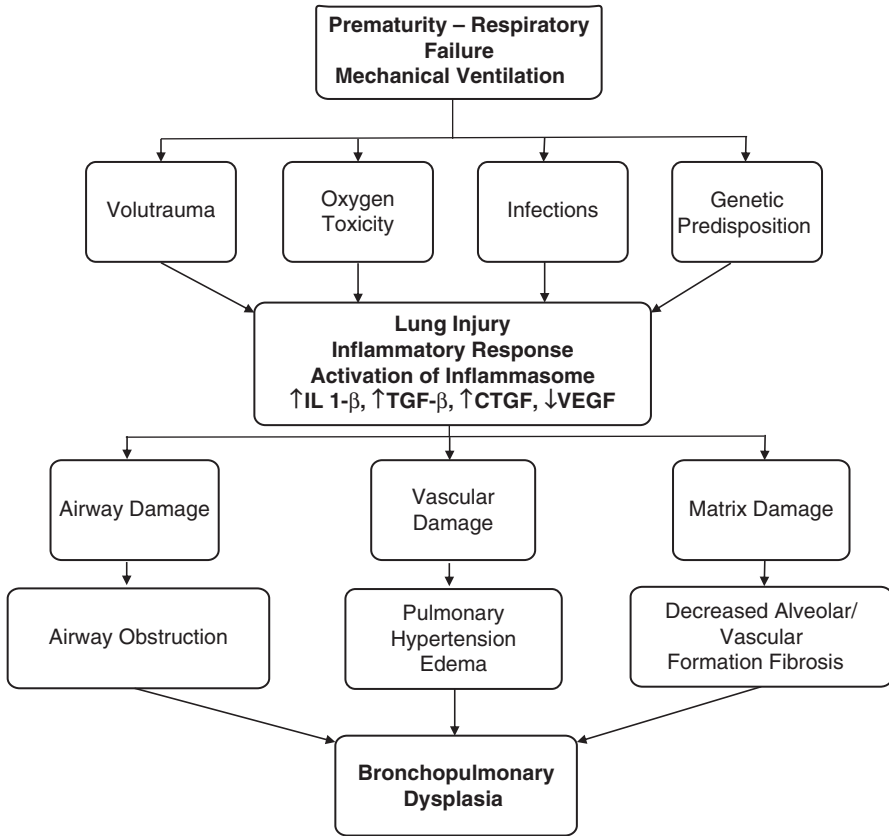 Prematurity – Respiratory
Failure
Mechanical Ventilation
Volutrauma
Oxygen
Toxicity
Infections
Genetic
Predisposition
Lung Injury
Inflammatory Response
Activation of Inflammasome
↑IL 1-β, ↑TGF-β, ↑CTGF, ↓VEGF
Airway Damage
Vascular
Damage
Matrix Damage
Airway Obstruction
Pulmonary
Hypertension
Edema
Decreased Alveolar/
Vascular
Formation Fibrosis
Bronchopulmonary
Dysplasia